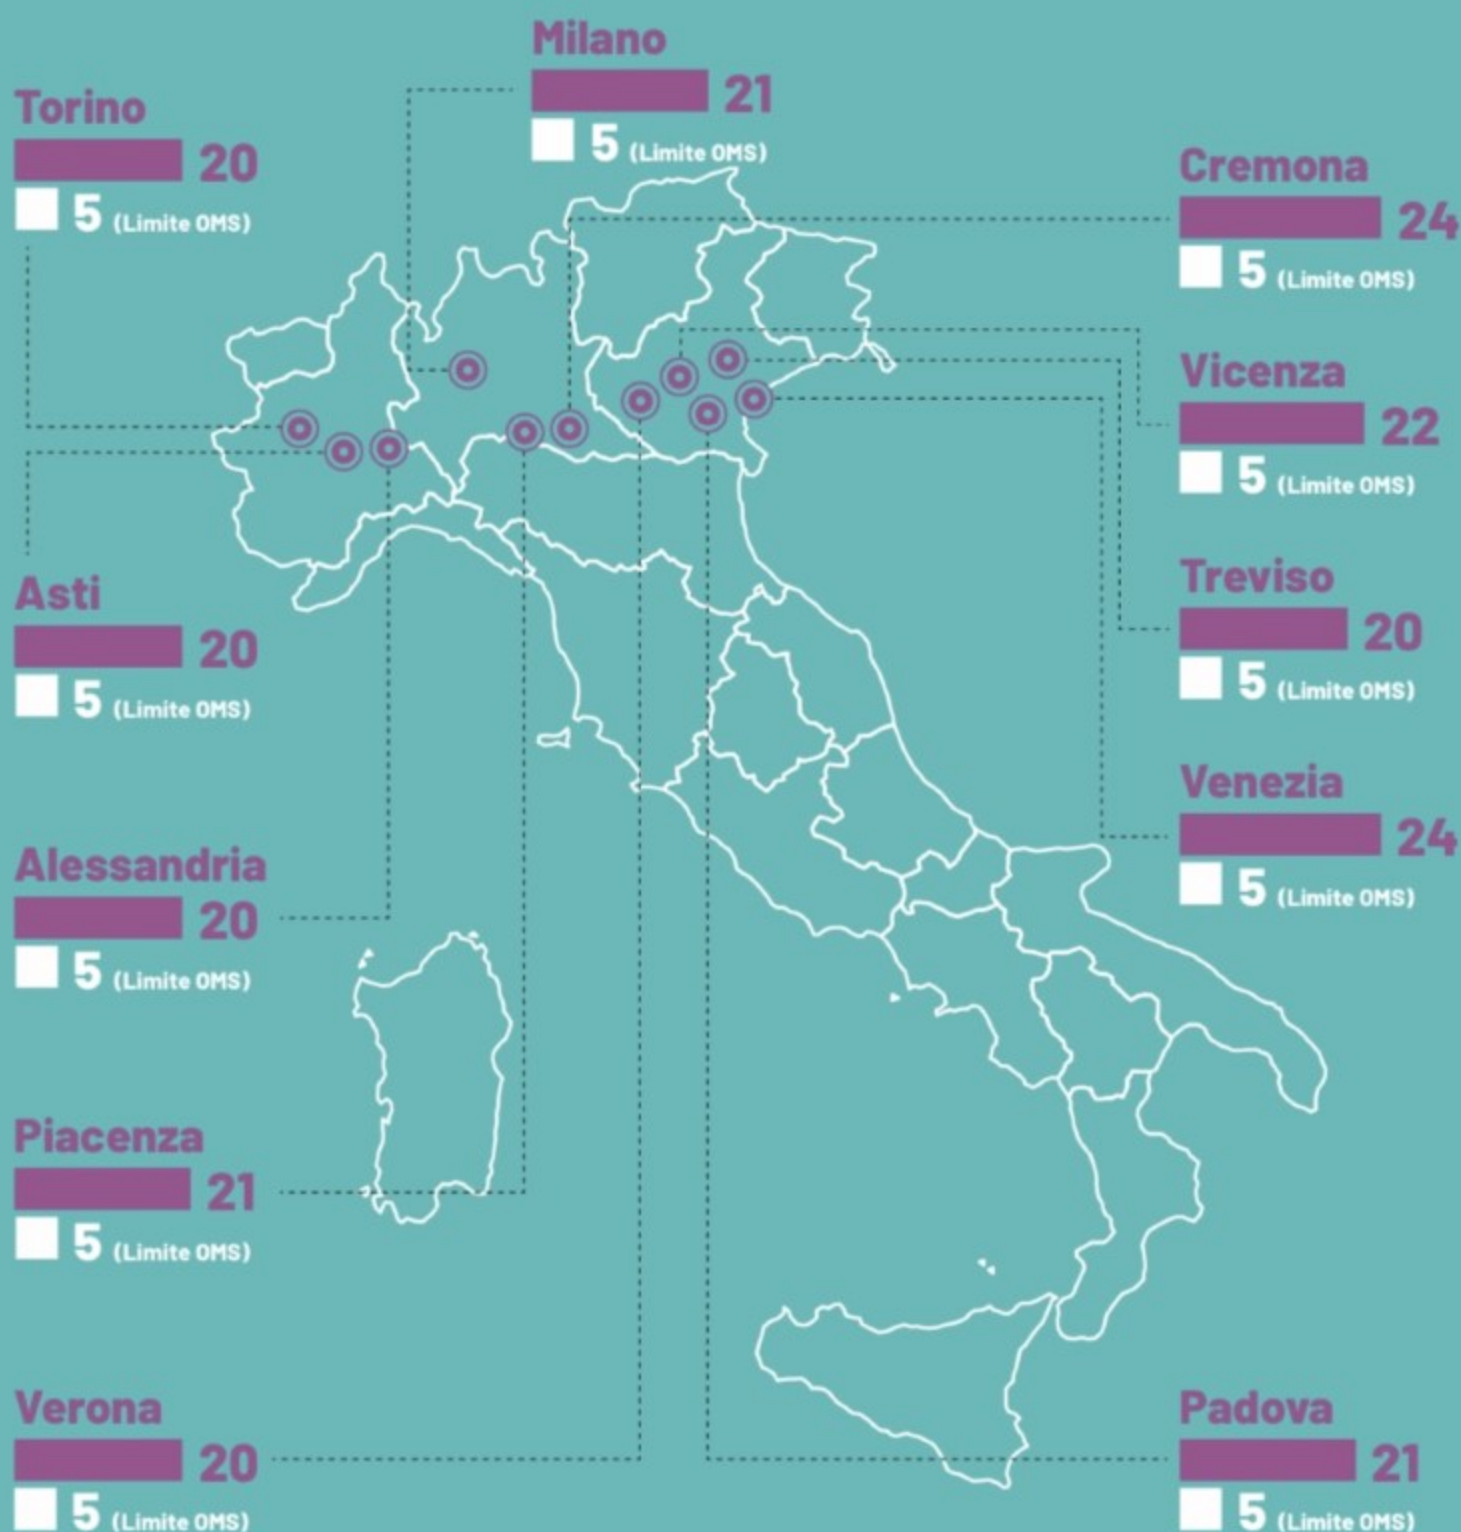 Milano
21
5 (Limite OMS)
Torino
20
5 (Limite OMS)
Cremona
24
5 (Limite OMS)
Vicenza
22
5 (Limite OMS)
Asti
20
5 (Limite OMS)
Treviso
20
5 (Limite OMS)
Venezia
24
5 (Limite OMS)
Alessandria
20
5 (Limite OMS)
Piacenza
21
5 (Limite OMS)
Verona
20
5 (Limite OMS)
Padova
21
5 (Limite OMS)